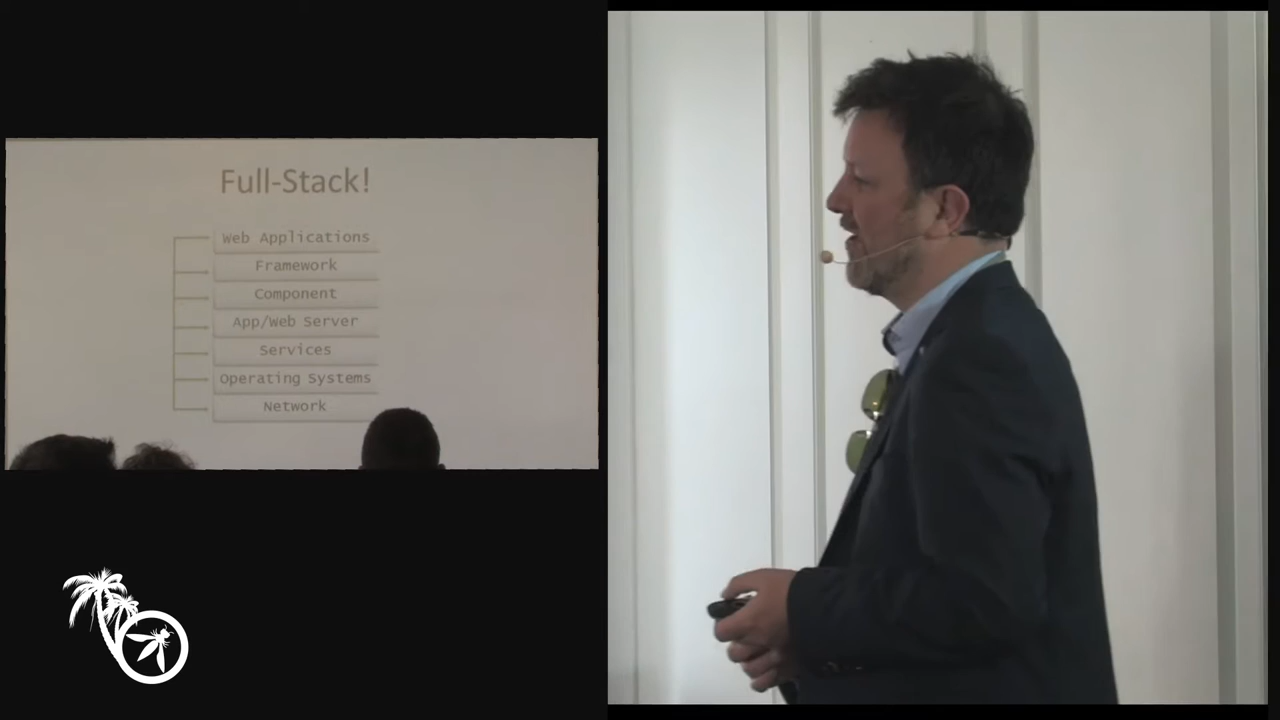 Full-Stack!
Web Applications
Framework
Component
App/Web Server
Services
Operating Systems
Network